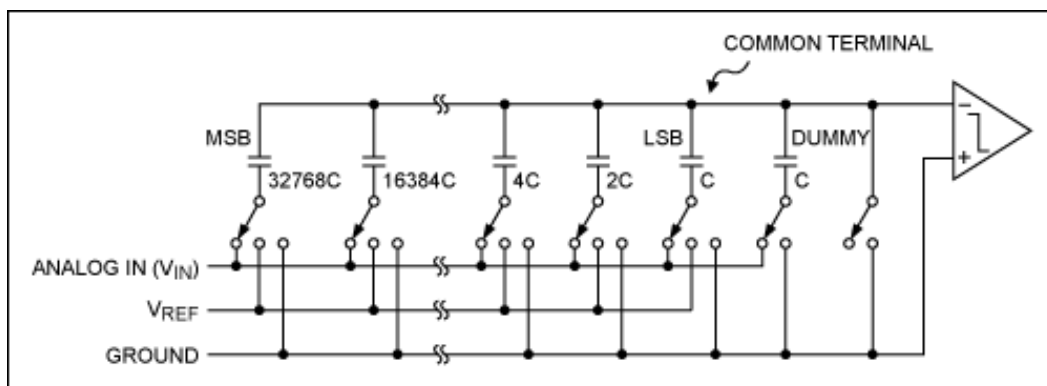 COMMON TERMINAL
MSB
LSB
DUMMY
32768C
16384C
4C
2C
C
C
−
+
ANALOG IN (VIN)
VREF
GROUND